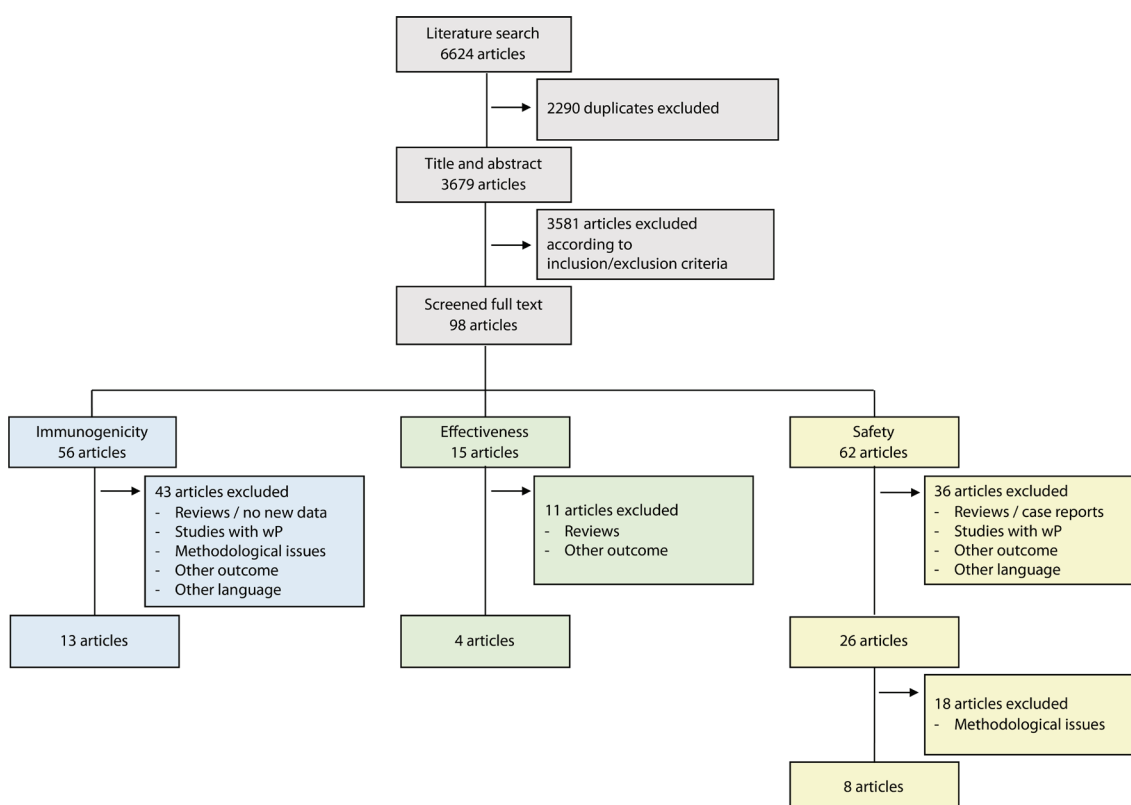 Literature search
6624 articles
2290 duplicates excluded
Title and abstract
3679 articles
3581 articles excluded
according to
inclusion/exclusion criteria
Screened full text
98 articles
Immunogenicity
56 articles
43 articles excluded
- Reviews / no new data
- Studies with wP
- Methodological issues
- Other outcome
- Other language
13 articles
Effectiveness
15 articles
11 articles excluded
- Reviews
- Other outcome
4 articles
Safety
62 articles
36 articles excluded
- Reviews / case reports
- Studies with wP
- Other outcome
- Other language
26 articles
18 articles excluded
- Methodological issues
8 articles